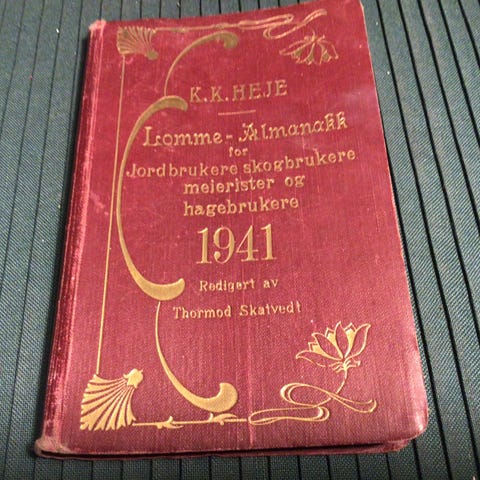 K. K. HEJE
Lomme-Almanakk
for
Jordbrukere skogbrukere
meierister og
hagebrukere
1941
Redigert av
Thormod Skatvedt